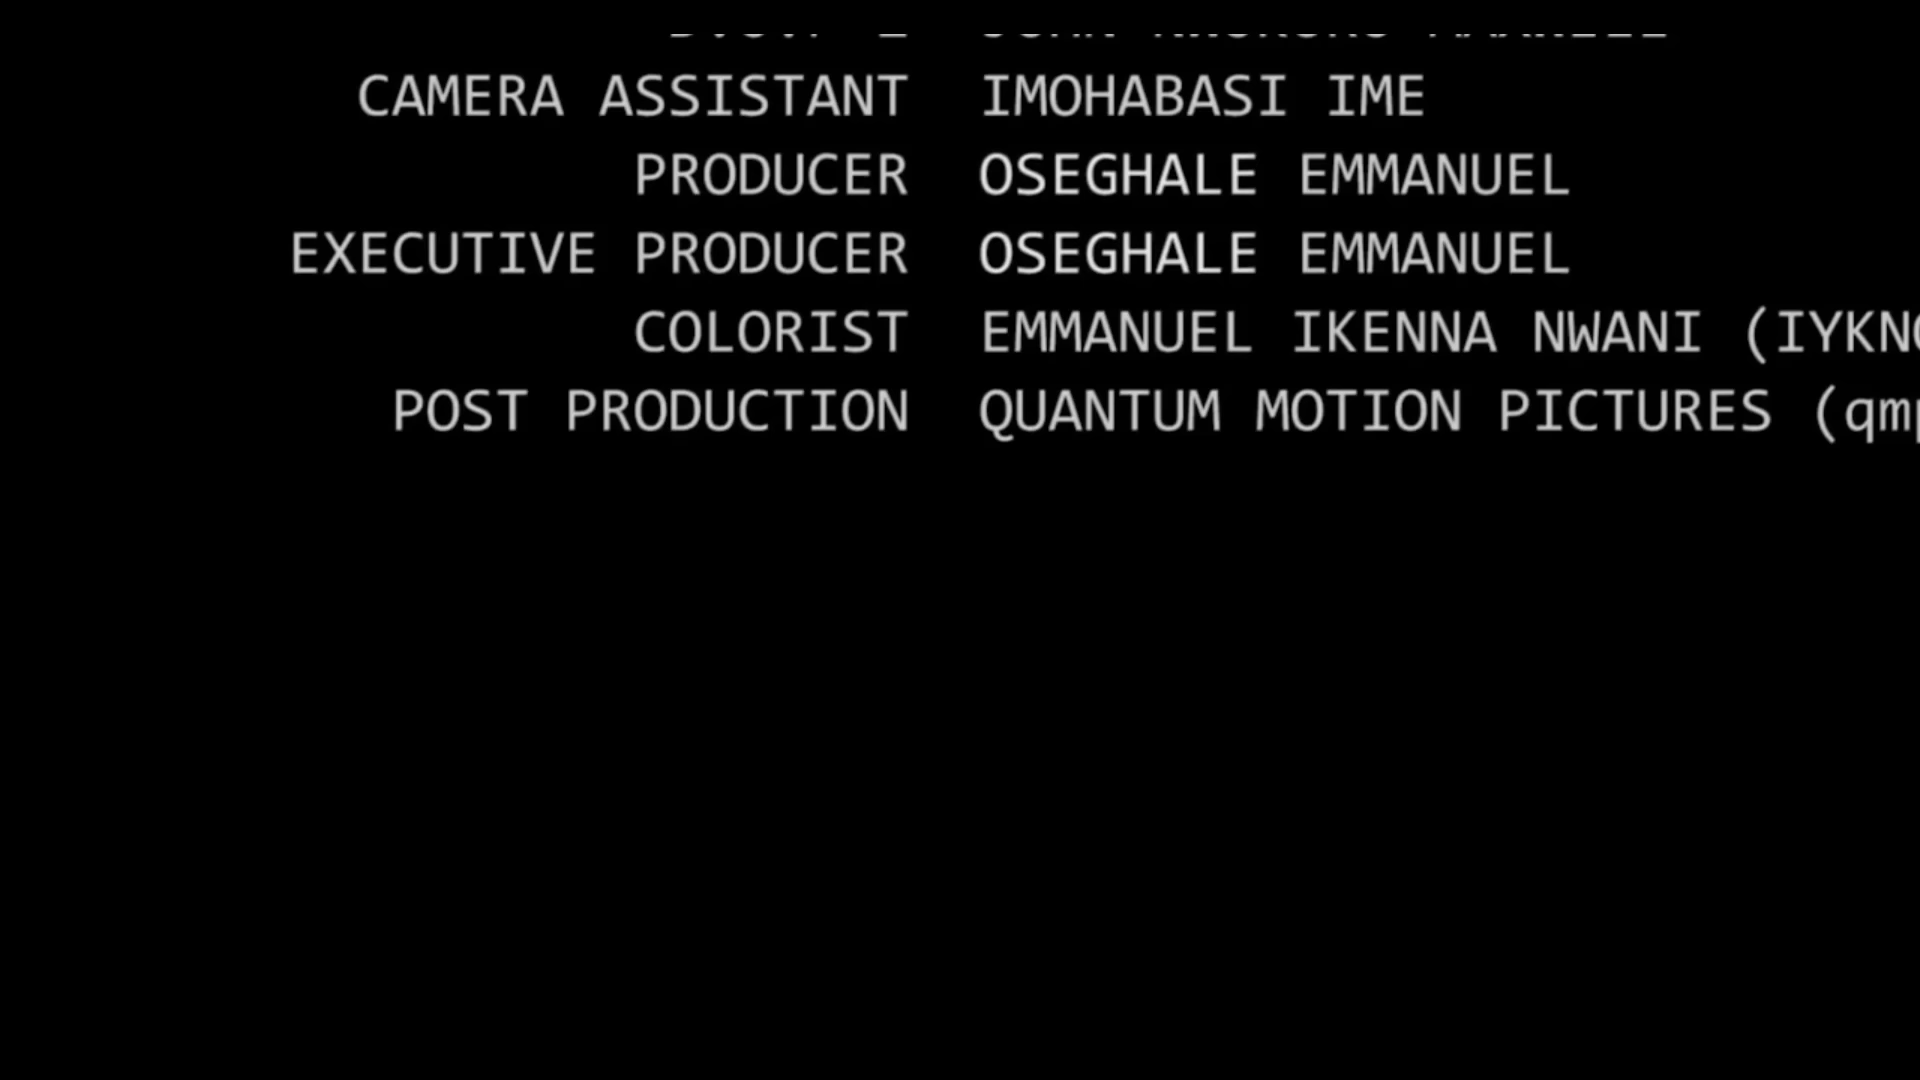 CAMERA ASSISTANT IMOHABASI IME
PRODUCER OSEGHALE EMMANUEL
EXECUTIVE PRODUCER OSEGHALE EMMANUEL
COLORIST EMMANUEL IKENNA NWANI
POST PRODUCTION QUANTUM MOTION PICTURES